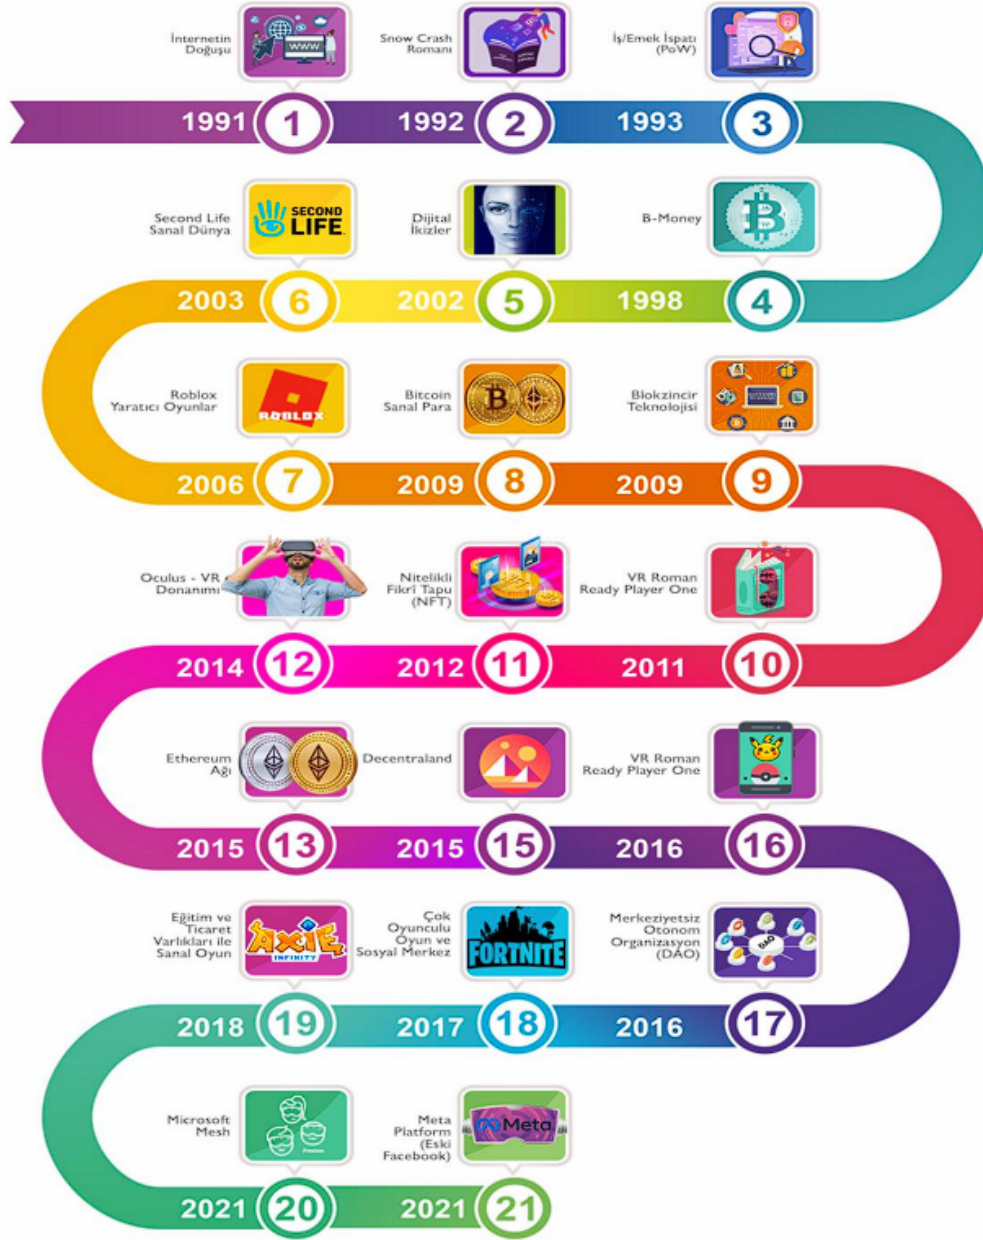 İnternetin
Doğuşu
WWW
Snow Crash
Romanı
İş/Emek İspatı
(PoW)
1991
1
1992
2
1993
3
Second Life
Sanal Dünya
SECOND
LIFE
Dijital
İkizler
B-Money
2003
6
2002
5
1998
4
Roblox
Yaratıcı Oyunlar
ROBLOX
Bitcoin
Sanal Para
Blokzincir
Teknolojisi
2006
7
2009
8
2009
9
Oculus - VR
Donanımı
Nitelikli
Fikrî Tapu
(NFT)
VR Roman
Ready Player One
2014
12
2012
11
2011
10
Ethereum
Ağı
Decentraland
VR Roman
Ready Player One
2015
13
2015
15
2016
16
Eğitim ve
Ticaret
Varlıkları ile
Sanal Oyun
AXIE
INFINITY
Çok
Oyunculu
Oyun ve
Sosyal Merkez
FORTNITE
Merkeziyetsiz
Otonom
Organizasyon
(DAO)
DAO
2018
19
2017
18
2016
17
Microsoft
Mesh
Preview
Meta
Platform
(Eski
Facebook)
Meta
2021
20
2021
21